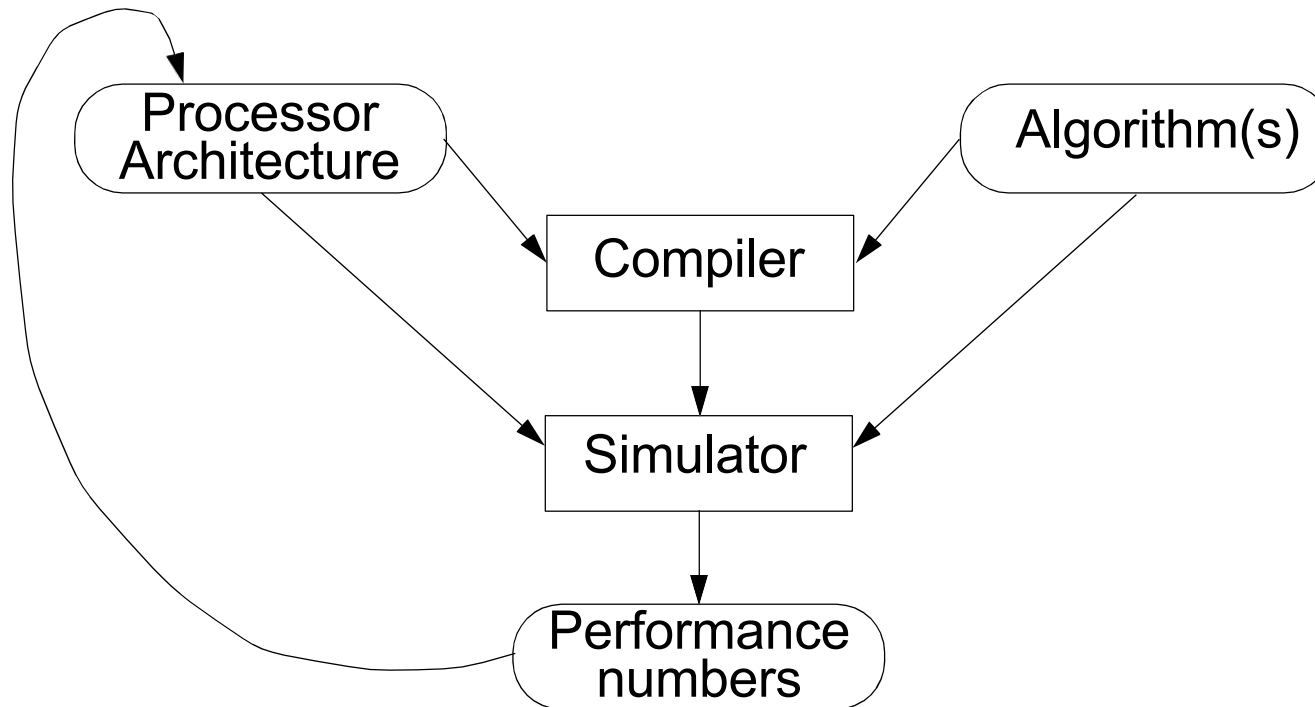 Processor
Architecture
Algorithm(s)
Compiler
Simulator
Performance
numbers